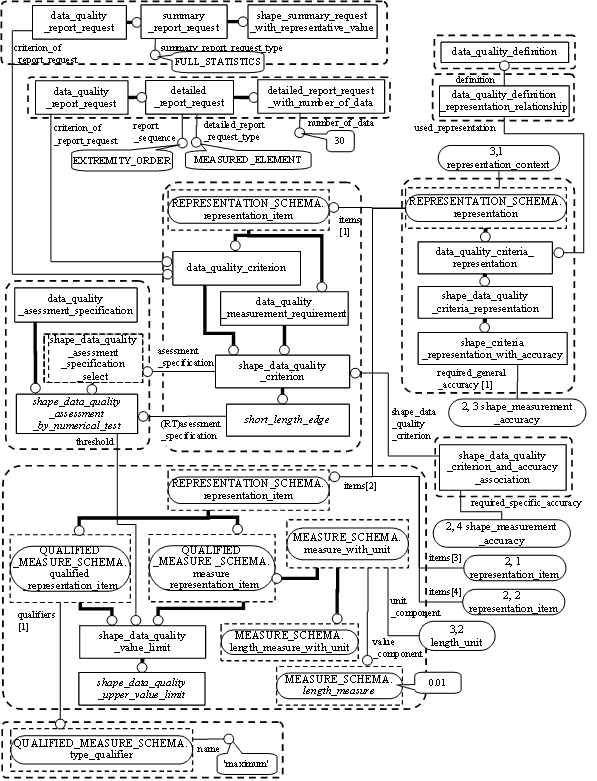 data_quality
_report_request
summary
_report_request
shape_summary_request
_with_representative_value
criterion_of
_report_request
summary_report_request_type
FULL_STATISTICS
data_quality
_report_request
detailed
_report_request
detailed_report_request
_with_number_of_data
criterion_of
_report_request
report
_sequence
detailed_report
_request_type
number_of_data
30
EXTREMITY_ORDER
MEASURED_ELEMENT
data_quality_definition
definition
data_quality_definition
_representation_relationship
used_representation
3,1
representation_context
REPRESENTATION_SCHEMA.
representation_item
items
[1]
REPRESENTATION_SCHEMA.
representation
data_quality_criterion
data_quality_criteria_
representation
data_quality
_measurement_requirement
shape_data_quality
_criteria_representation
data_quality
_asessment_specification
shape_data_quality
_asessment
_specification
_select
asessment
_specification
shape_data_quality
_criterion
shape_criteria
_representation_with_accuracy
required_general
_accuracy [1]
shape_data_quality
_assessment
_by_numerical_test
(RT)asessment
_specification
short_length_edge
shape_data
_quality
_criterion
2, 3 shape_measurement
_accuracy
threshold
shape_data_quality
_criterion_and_accuracy
_association
required_specific_accuracy
2, 4 shape_measurement
_accuracy
REPRESENTATION_SCHEMA.
representation_item
items[2]
QUALIFIED
_MEASURE_SCHEMA.
qualified
_representation_item
QUALIFIED
_MEASURE _SCHEMA.
measure
_representation_item
MEASURE_SCHEMA.
measure_with_unit
items[3]
2, 1
representation_item
items[4]
2, 2
representation_item
qualifiers
[1]
shape_data_quality
_value_limit
MEASURE_SCHEMA.
length_measure_with_unit
unit
_component
value
_component
3,2
length_unit
shape_data_quality
_upper_value_limit
MEASURE_SCHEMA.
length_measure
0.01
QUALIFIED_MEASURE_SCHEMA.
type_qualifier
name
'maximum'